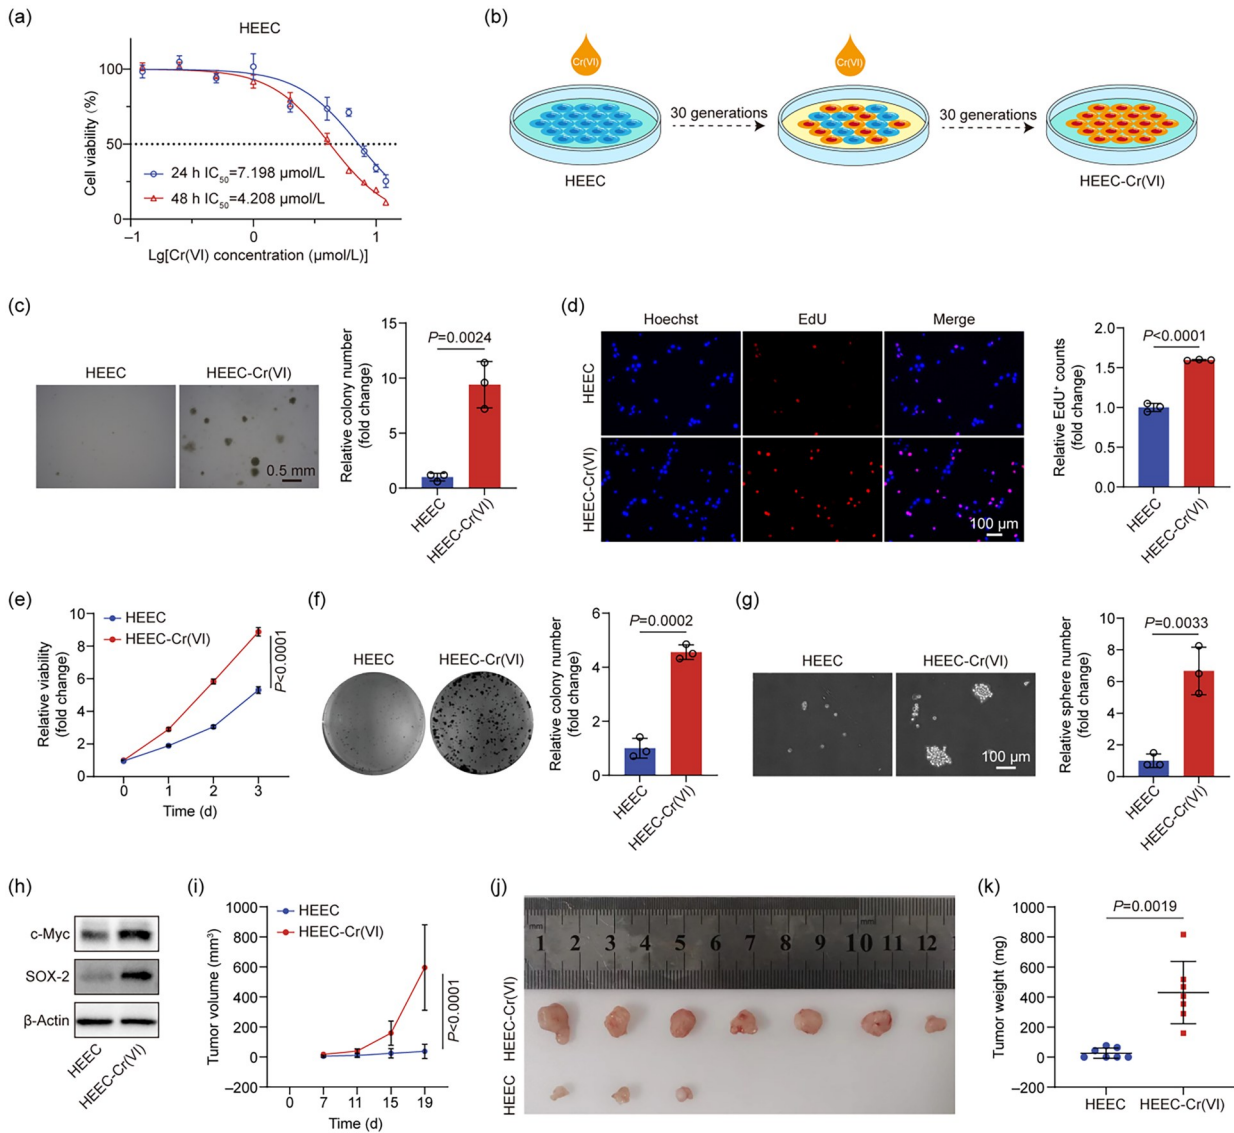 (a)
HEEC
Cell viability (%)
100
50
0
24 h IC50=7.198 μmol/L
48 h IC50=4.208 μmol/L
–1
0
1
Lg[Cr(VI) concentration (μmol/L)]
(b)
Cr(VI)
Cr(VI)
30 generations
30 generations
HEEC
HEEC-Cr(VI)
(c)
HEEC
HEEC-Cr(VI)
0.5 mm
Relative colony number
(fold change)
15
10
5
0
P=0.0024
HEEC
HEEC-Cr(VI)
(d)
Hoechst
EdU
Merge
HEEC
HEEC-Cr(VI)
100 μm
Relative EdU+ counts
(fold change)
2.0
1.5
1.0
0.5
0.0
P<0.0001
HEEC
HEEC-Cr(VI)
(e)
Relative viability
(fold change)
10
8
6
4
2
0
HEEC
HEEC-Cr(VI)
P<0.0001
0
1
2
3
Time (d)
(f)
HEEC
HEEC-Cr(VI)
Relative colony number
(fold change)
6
4
2
0
P=0.0002
HEEC
HEEC-Cr(VI)
(g)
HEEC
HEEC-Cr(VI)
100 μm
Relative sphere number
(fold change)
10
8
6
4
2
0
P=0.0033
HEEC
HEEC-Cr(VI)
(h)
c-Myc
SOX-2
β-Actin
HEEC
HEEC-Cr(VI)
(i)
Tumor volume (mm3)
1000
800
600
400
200
0
–200
HEEC
HEEC-Cr(VI)
P<0.0001
0
7
11
15
19
Time (d)
(j)
mm
mm
1 2 3 4 5 6 7 8 9 10 11 12
HEEC-Cr(VI)
HEEC
(k)
Tumor weight (mg)
1000
800
600
400
200
0
–200
P=0.0019
HEEC
HEEC-Cr(VI)